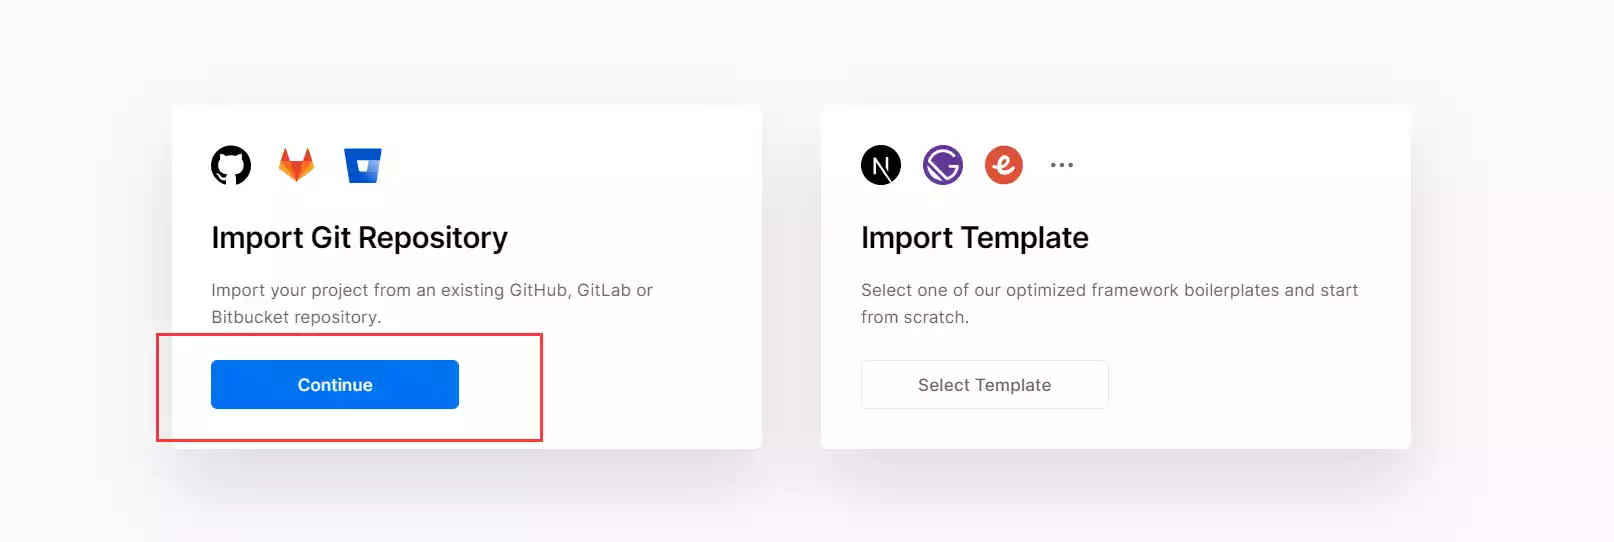 Import Git Repository
Import your project from an existing GitHub, GitLab or
Bitbucket repository.
Continue
Import Template
Select one of our optimized framework boilerplates and start
from scratch.
Select Template